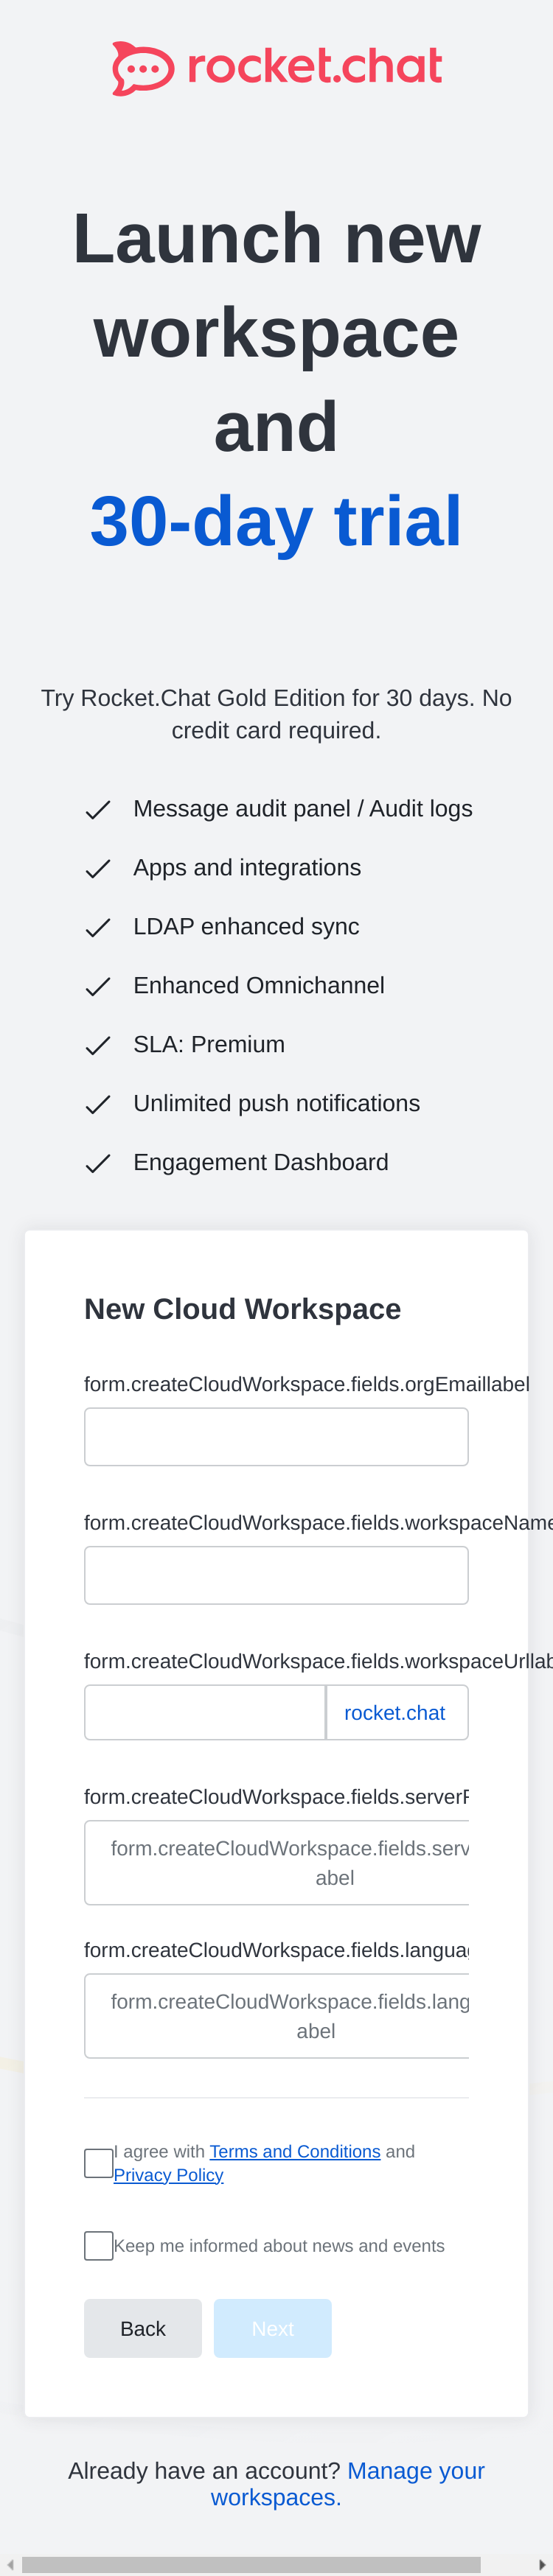 rocket.chat
Launch new
workspace
and
30-day trial
Try Rocket.Chat Gold Edition for 30 days. No
credit card required.
Message audit panel / Audit logs
Apps and integrations
LDAP enhanced sync
Enhanced Omnichannel
SLA: Premium
Unlimited push notifications
Engagement Dashboard
New Cloud Workspace
form.createCloudWorkspace.fields.orgEmaillabel
form.createCloudWorkspace.fields.workspaceName
form.createCloudWorkspace.fields.workspaceUrllab
rocket.chat
form.createCloudWorkspace.fields.serverR
form.createCloudWorkspace.fields.serv
abel
form.createCloudWorkspace.fields.languag
form.createCloudWorkspace.fields.lang
abel
I agree with Terms and Conditions and
Privacy Policy
Keep me informed about news and events
Back Next
Already have an account? Manage your
workspaces.